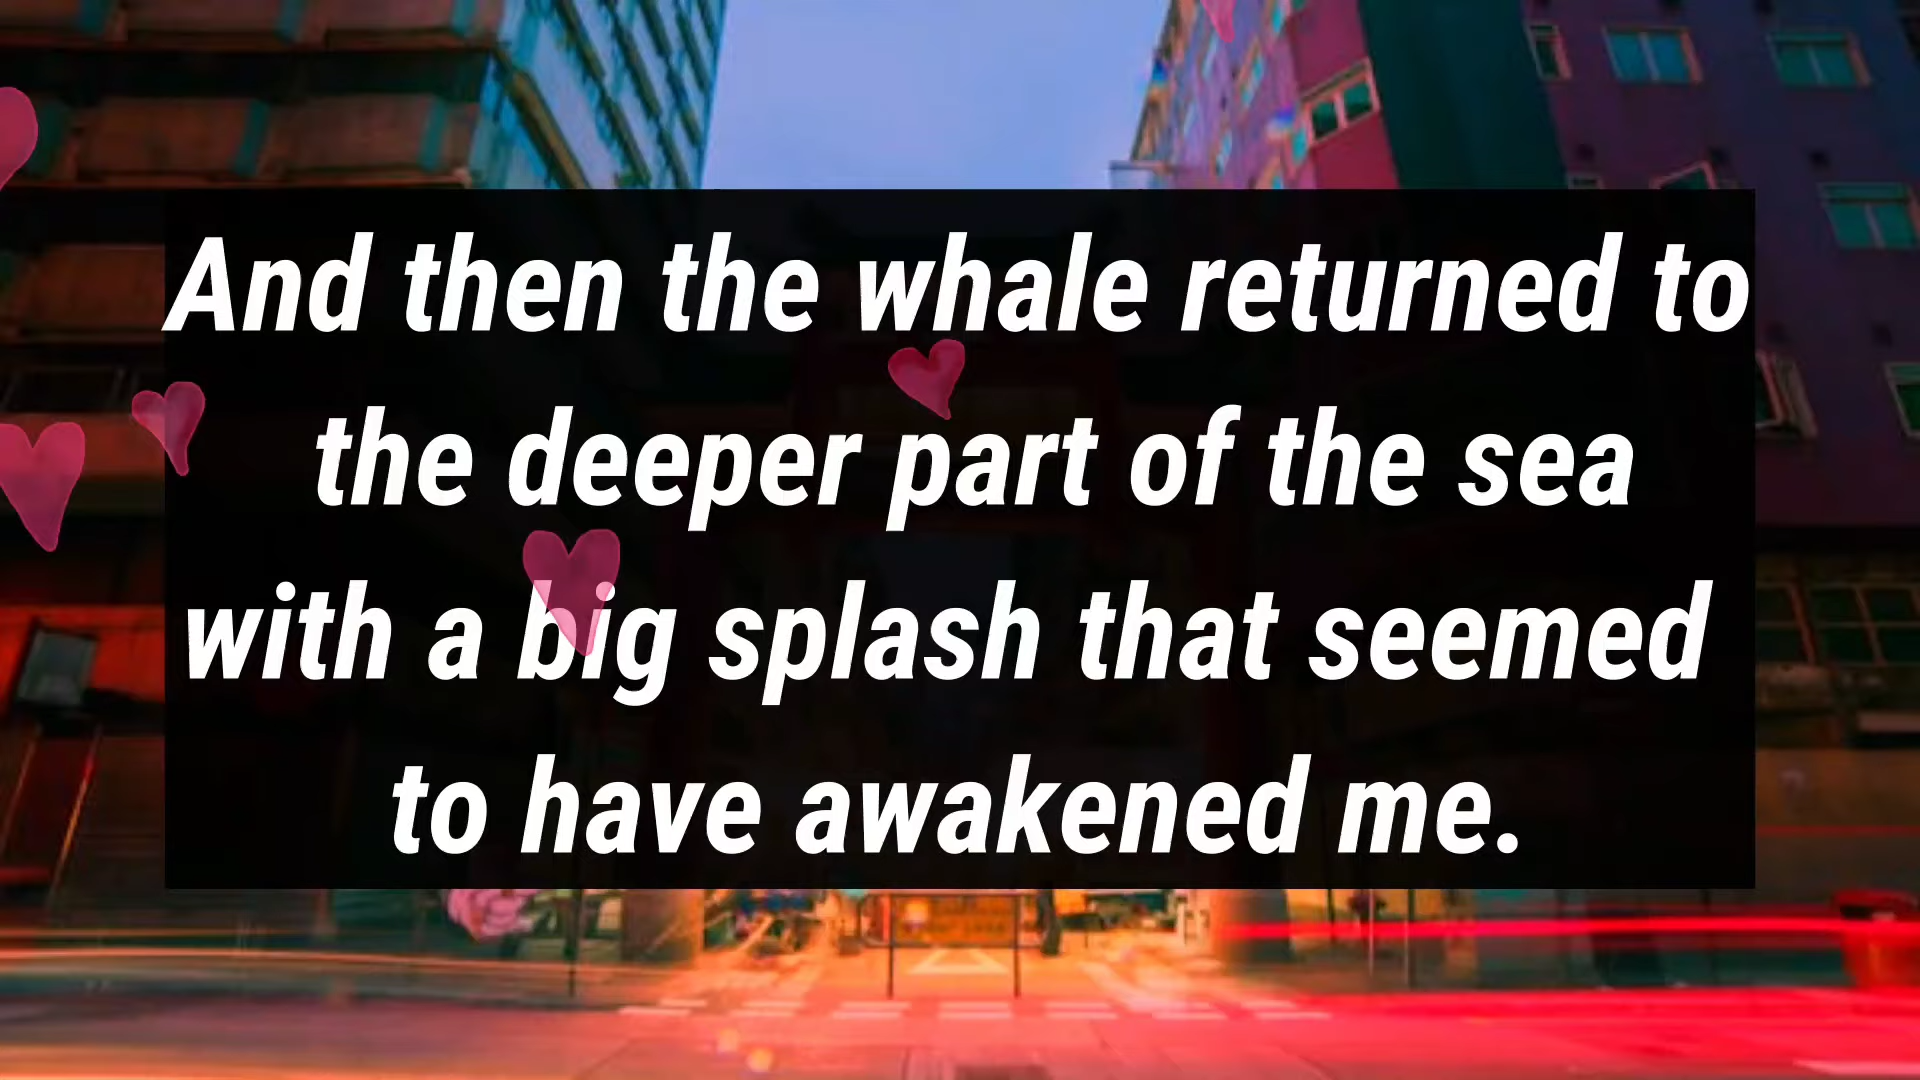 And then the whale returned to
the deeper part of the sea
with a big splash that seemed
to have awakened me.